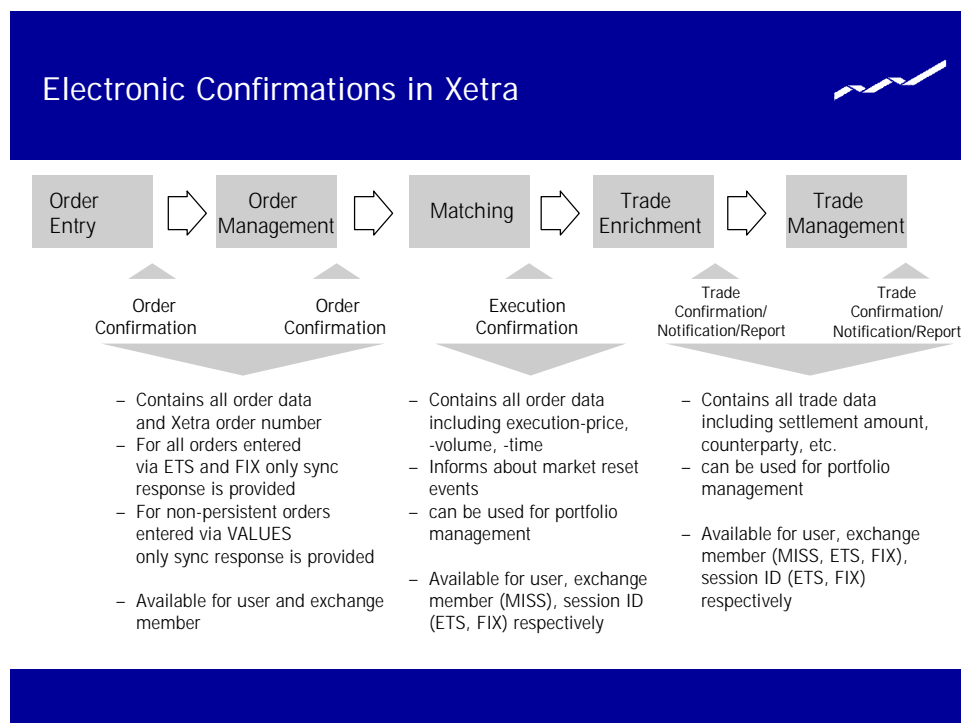 Electronic Confirmations in Xetra
Order
Entry
Order
Management
Matching
Trade
Enrichment
Trade
Management
Order
Confirmation
Order
Confirmation
Execution
Confirmation
Trade
Confirmation/
Notification/Report
Trade
Confirmation/
Notification/Report
– Contains all order data
and Xetra order number
– For all orders entered
via ETS and FIX only sync
response is provided
– For non-persistent orders
entered via VALUES
only sync response is provided
– Available for user and exchange
member
– Contains all order data
including execution-price,
-volume, -time
– Informs about market reset
events
– can be used for portfolio
management
– Available for user, exchange
member (MISS), session ID
(ETS, FIX) respectively
– Contains all trade data
including settlement amount,
counterparty, etc.
– can be used for portfolio
management
– Available for user, exchange
member (MISS, ETS, FIX),
session ID (ETS, FIX)
respectively